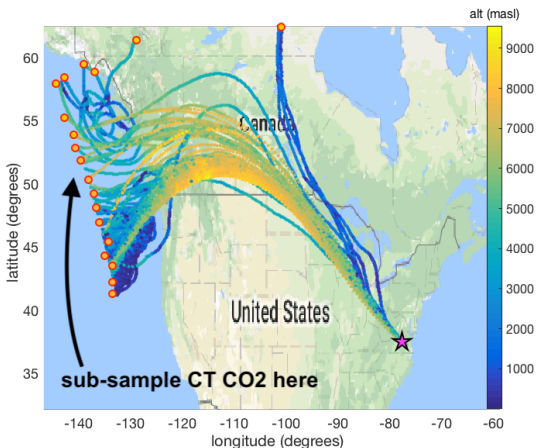 alt (masl)
9000
8000
7000
6000
5000
4000
3000
2000
1000
60
55
50
45
40
35
latitude (degrees)
Canada
United States
sub-sample CT CO2 here
-140 -130 -120 -110 -100 -90 -80 -70 -60
longitude (degrees)